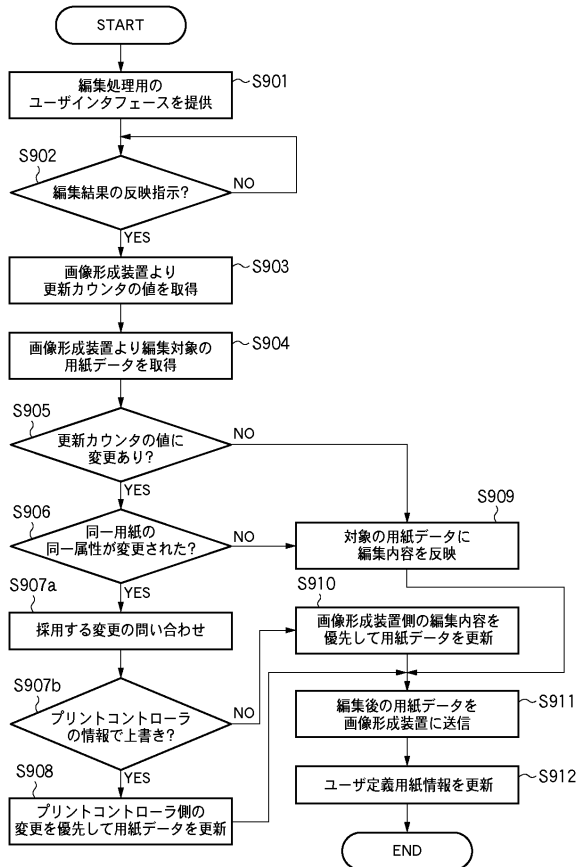 START
S901
編集処理用の
ユーザインタフェースを提供
S902
編集結果の反映指示?
NO
YES
S903
画像形成装置より
更新カウンタの値を取得
S904
画像形成装置より編集対象の
用紙データを取得
S905
更新カウンタの値に
変更あり?
NO
YES
S906
同一用紙の
同一属性が変更された?
NO
YES
S909
対象の用紙データに
編集内容を反映
S907a
採用する変更の問い合わせ
S910
画像形成装置側の編集内容を
優先して用紙データを更新
S907b
プリントコントローラ
の情報で上書き?
NO
YES
S911
編集後の用紙データを
画像形成装置に送信
S908
プリントコントローラ側の
変更を優先して用紙データを更新
S912
ユーザ定義用紙情報を更新
END